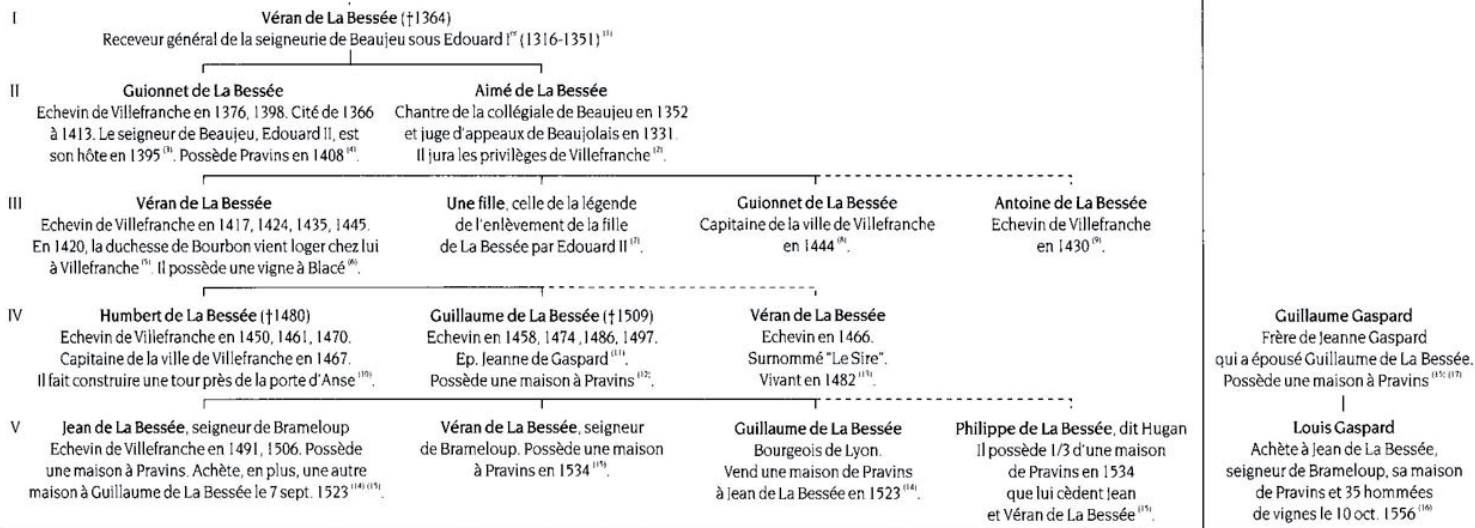 I
Véran de La Bessée (†1364)
Receveur général de la seigneurie de Beaujeu sous Edouard Iᵉʳ (1316-1351) ⁽¹⁾
II
Guionnet de La Bessée
Echevin de Villefranche en 1376, 1398. Cité de 1366
à 1413. Le seigneur de Beaujeu, Edouard II, est
son hôte en 1395 ⁽³⁾. Possède Pravins en 1408 ⁽⁴⁾.
Aimé de La Bessée
Chantre de la collégiale de Beaujeu en 1352
et juge d'appeaux de Beaujolais en 1331.
Il jura les privilèges de Villefranche ⁽²⁾.
III
Véran de La Bessée
Echevin de Villefranche en 1417, 1424, 1435, 1445.
En 1420, la duchesse de Bourbon vient loger chez lui
à Villefranche ⁽⁵⁾. Il possède une vigne à Blacé ⁽⁶⁾.
Une fille, celle de la légende
de l'enlèvement de la fille
de La Bessée par Edouard II ⁽⁷⁾.
Guionnet de La Bessée
Capitaine de la ville de Villefranche
en 1444 ⁽⁸⁾.
Antoine de La Bessée
Echevin de Villefranche
en 1430 ⁽⁹⁾.
IV
Humbert de La Bessée (†1480)
Echevin de Villefranche en 1450, 1461, 1470.
Capitaine de la ville de Villefranche en 1467.
Il fait construire une tour près de la porte d'Anse ⁽¹⁰⁾.
Guillaume de La Bessée (†1509)
Echevin en 1458, 1474 ,1486, 1497.
Ep. Jeanne de Gaspard ⁽¹¹⁾.
Possède une maison à Pravins ⁽¹²⁾.
Véran de La Bessée
Echevin en 1466.
Surnommé "Le Sire".
Vivant en 1482 ⁽¹³⁾.
Guillaume Gaspard
Frère de Jeanne Gaspard
qui a épousé Guillaume de La Bessée.
Possède une maison à Pravins ⁽¹⁵⁾⁽¹⁷⁾.
V
Jean de La Bessée, seigneur de Brameloup
Echevin de Villefranche en 1491, 1506. Possède
une maison à Pravins. Achète, en plus, une autre
maison à Guillaume de La Bessée le 7 sept. 1523 ⁽¹⁴⁾⁽¹⁵⁾.
Véran de La Bessée, seigneur
de Brameloup. Possède une maison
à Pravins en 1534 ⁽¹⁵⁾.
Guillaume de La Bessée
Bourgeois de Lyon.
Vend une maison de Pravins
à Jean de La Bessée en 1523 ⁽¹⁴⁾.
Philippe de La Bessée, dit Hugan
Il possède 1/3 d'une maison
de Pravins en 1534
que lui cèdent Jean
et Véran de La Bessée ⁽¹⁵⁾.
Louis Gaspard
Achète à Jean de La Bessée,
seigneur de Brameloup, sa maison
de Pravins et 35 hommées
de vignes le 10 oct. 1556 ⁽¹⁶⁾